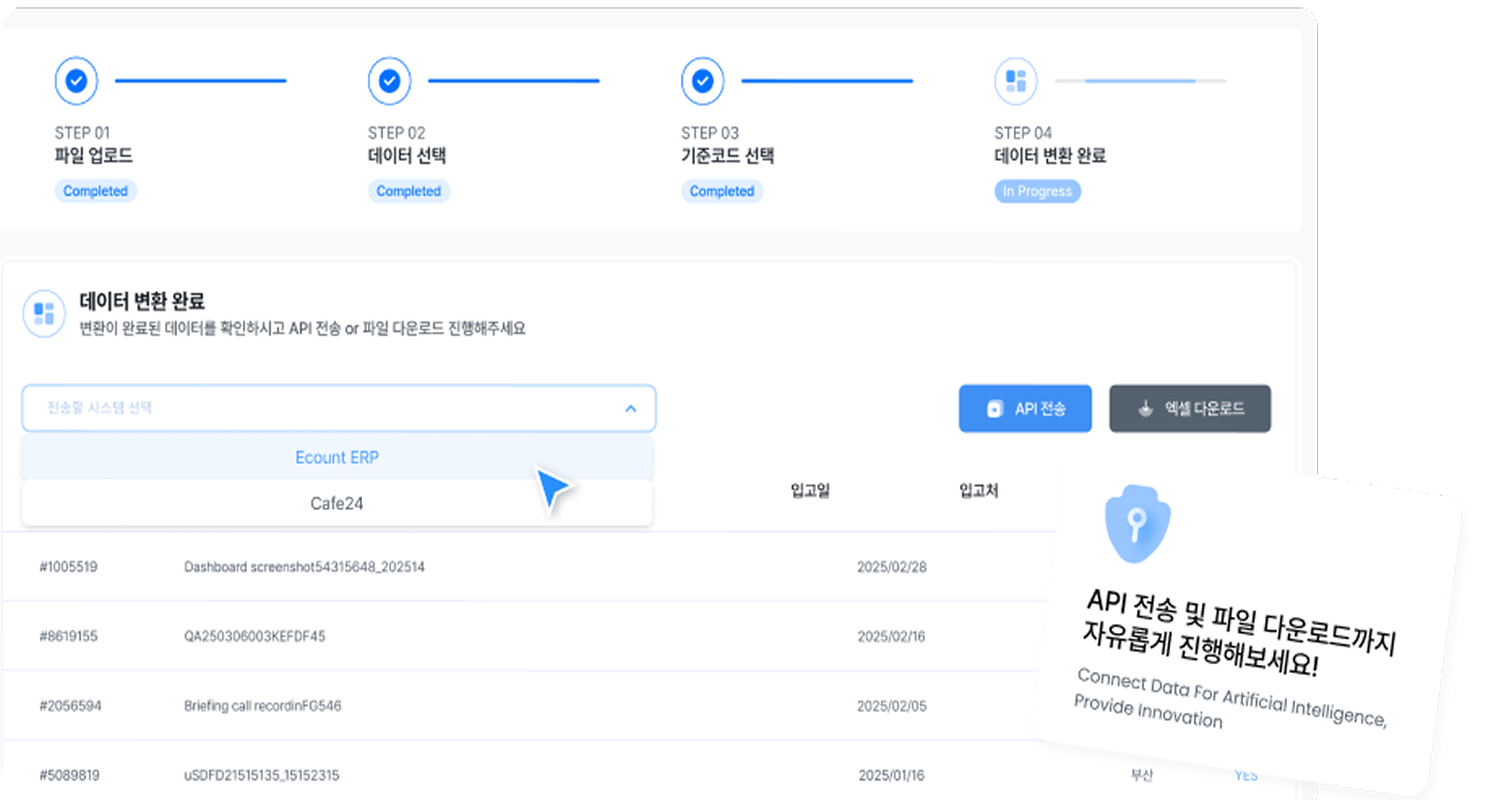 STEP 01
파일 업로드
Completed
STEP 02
데이터 선택
Completed
STEP 03
기준코드 선택
Completed
STEP 04
데이터 변환 완료
In Progress
데이터 변환 완료
변환이 완료된 데이터를 확인하시고 API 전송 or 파일 다운로드 진행해주세요
전송할 시스템 선택
API 전송
엑셀 다운로드
Ecount ERP
Cafe24
입고일
입고처
#1005519 Dashboard screenshot54315648_202514 2025/02/28
#8619155 QA250306003KEFDF45 2025/02/16
#2056594 Briefing call recordinFG546 2025/02/05
#5089819 uSDFD21515135_15152315 2025/01/16 부산 YES
API 전송 및 파일 다운로드까지
자유롭게 진행해보세요!
Connect Data For Artificial Intelligence,
Provide Innovation